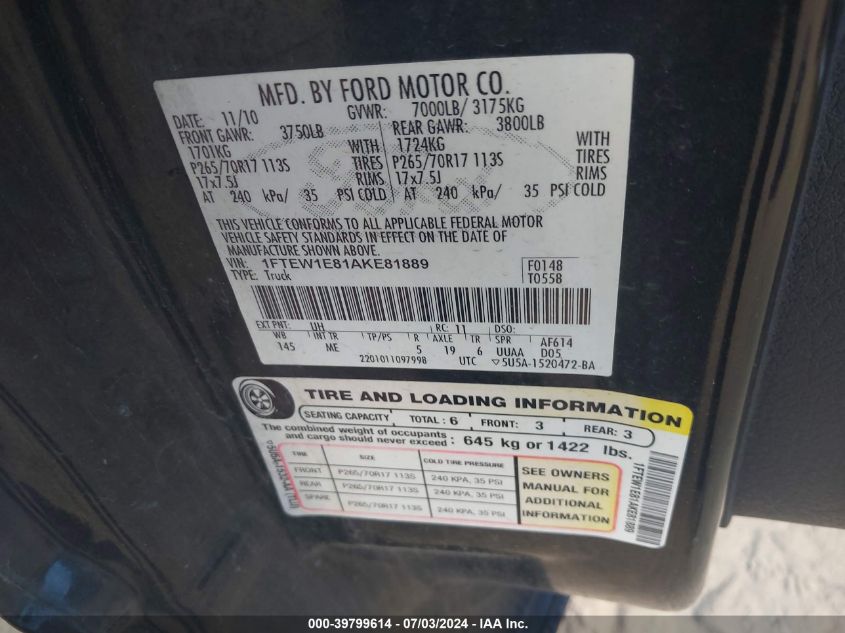 MFD. BY FORD MOTOR CO.
DATE: 11/10 GVWR: 7000LB/ 3175KG
FRONT GAWR: 3750LB REAR GAWR: 3800LB
1701KG WITH 1724KG WITH
P265/70R17 113S TIRES P265/70R17 113S TIRES
17x7.5J RIMS 17x7.5J RIMS
AT 240 kPa/ 35 PSI COLD AT 240 kPa/ 35 PSI COLD
THIS VEHICLE CONFORMS TO ALL APPLICABLE FEDERAL MOTOR
VEHICLE SAFETY STANDARDS IN EFFECT ON THE DATE OF
MANUFACTURE SHOWN ABOVE.
VIN: 1FTEW1E81AKE81889 F0148
TYPE: Truck T0558
EXT PNT: UH RC: 11 DSO:
WB INT TR TP/PS R AXLE TR SPR AF614
145 ME 5 19 6 UUAA D05
2201011097998 UTC ▽5U5A-1520472-BA
TIRE AND LOADING INFORMATION
SEATING CAPACITY TOTAL: 6 FRONT: 3 REAR: 3
The combined weight of occupants
and cargo should never exceed: 645 kg or 1422 lbs.
TIRE SIZE COLD TIRE PRESSURE
FRONT P265/70R17 113S 240 KPA, 35 PSI
REAR P265/70R17 113S 240 KPA, 35 PSI
SPARE P265/70R17 113S 240 KPA, 35 PSI
SEE OWNERS
MANUAL FOR
ADDITIONAL
INFORMATION
1FTEW1E81AKE81889
000-39799614 - 07/03/2024 - IAA Inc.